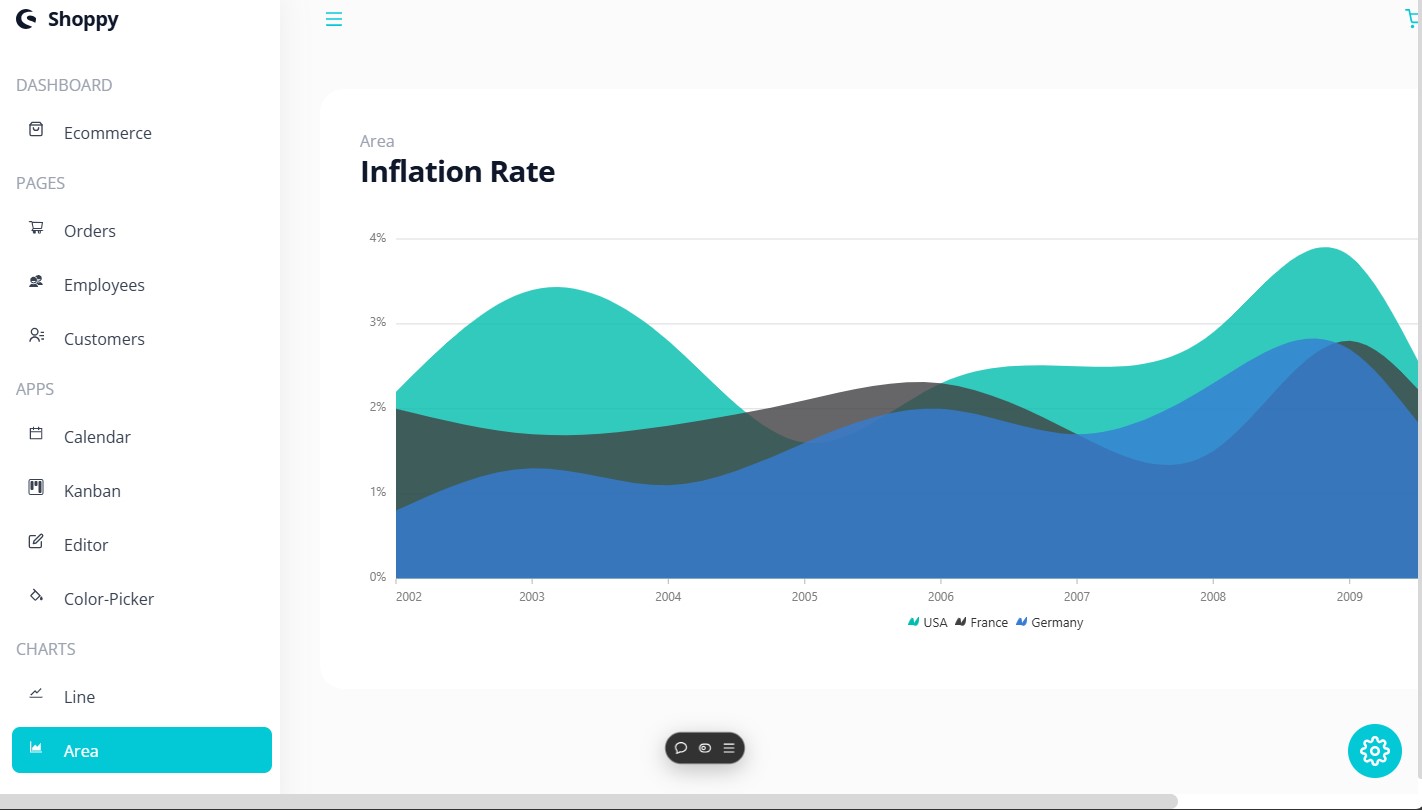 Shoppy
DASHBOARD
Ecommerce
PAGES
Orders
Employees
Customers
APPS
Calendar
Kanban
Editor
Color-Picker
CHARTS
Line
Area
Area
Inflation Rate
4%
3%
2%
1%
0%
2002 2003 2004 2005 2006 2007 2008 2009
USA France Germany